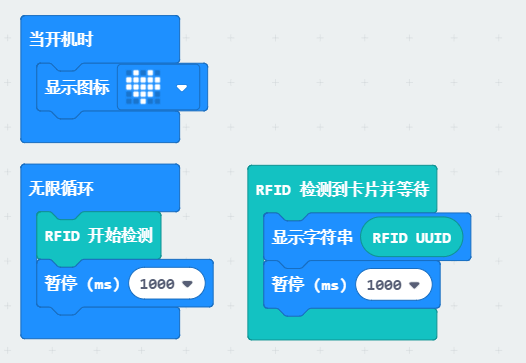 当开机时
显示图标
无限循环
RFID 开始检测
暂停 (ms) 1000
RFID 检测到卡片并等待
显示字符串 RFID UUID
暂停 (ms) 1000